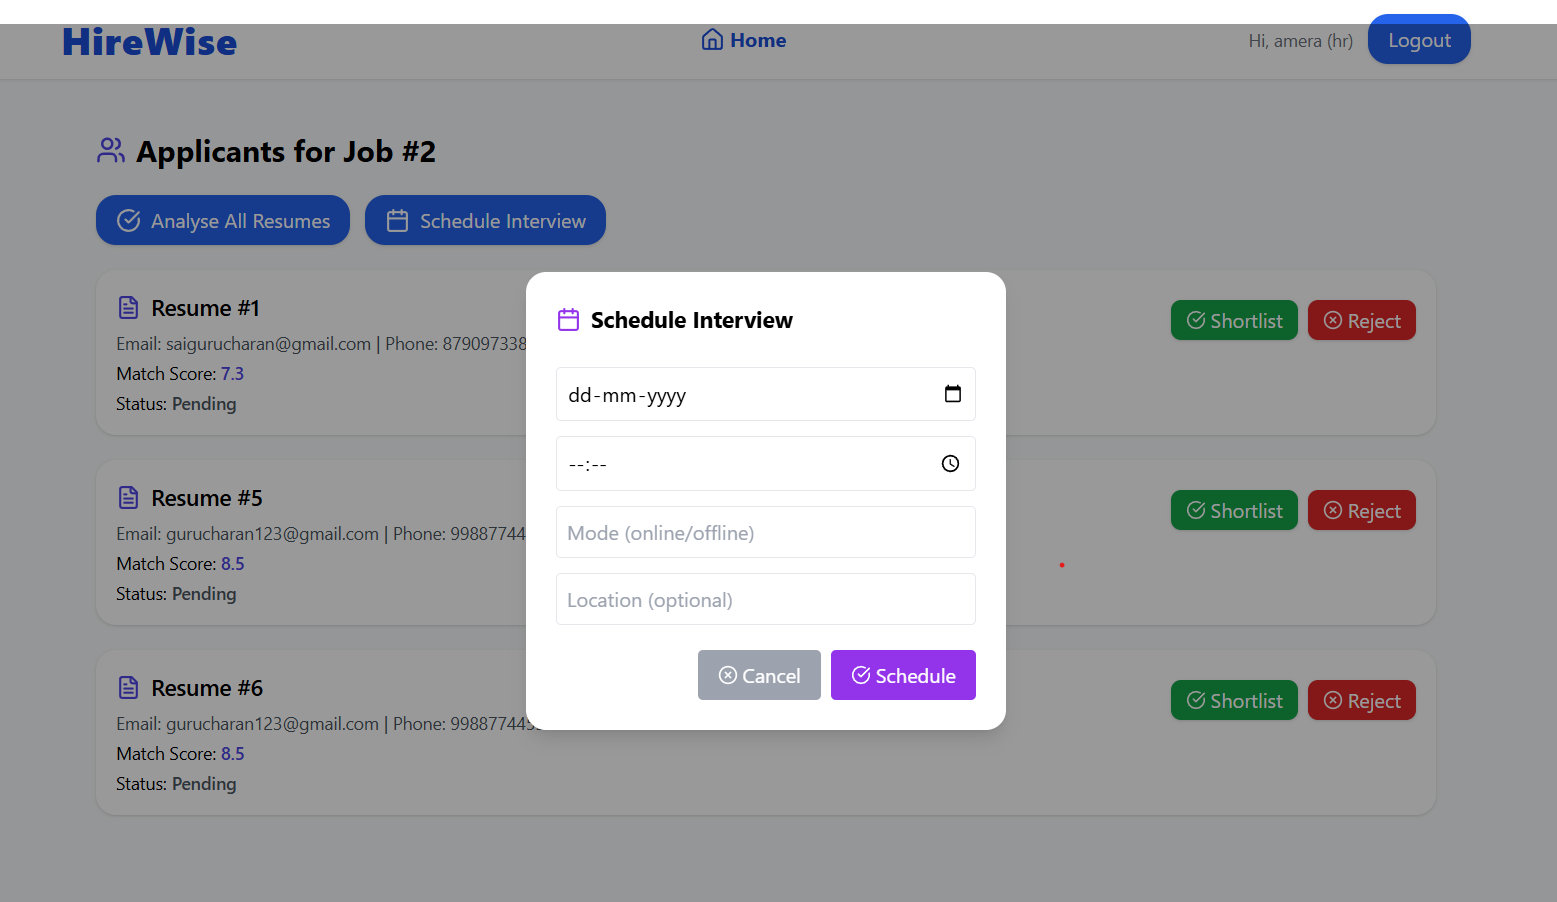 HireWise
Home
Hi, amera (hr)
Logout
Applicants for Job #2
Analyse All Resumes
Schedule Interview
Resume #1
Email: saigurucharan@gmail.com | Phone: 879097338
Match Score: 7.3
Status: Pending
Shortlist
Reject
Resume #5
Email: gurucharan123@gmail.com | Phone: 99887744
Match Score: 8.5
Status: Pending
Shortlist
Reject
Resume #6
Email: gurucharan123@gmail.com | Phone: 99887744
Match Score: 8.5
Status: Pending
Shortlist
Reject
Schedule Interview
dd-mm-yyyy
--:--
Mode (online/offline)
Location (optional)
Cancel
Schedule